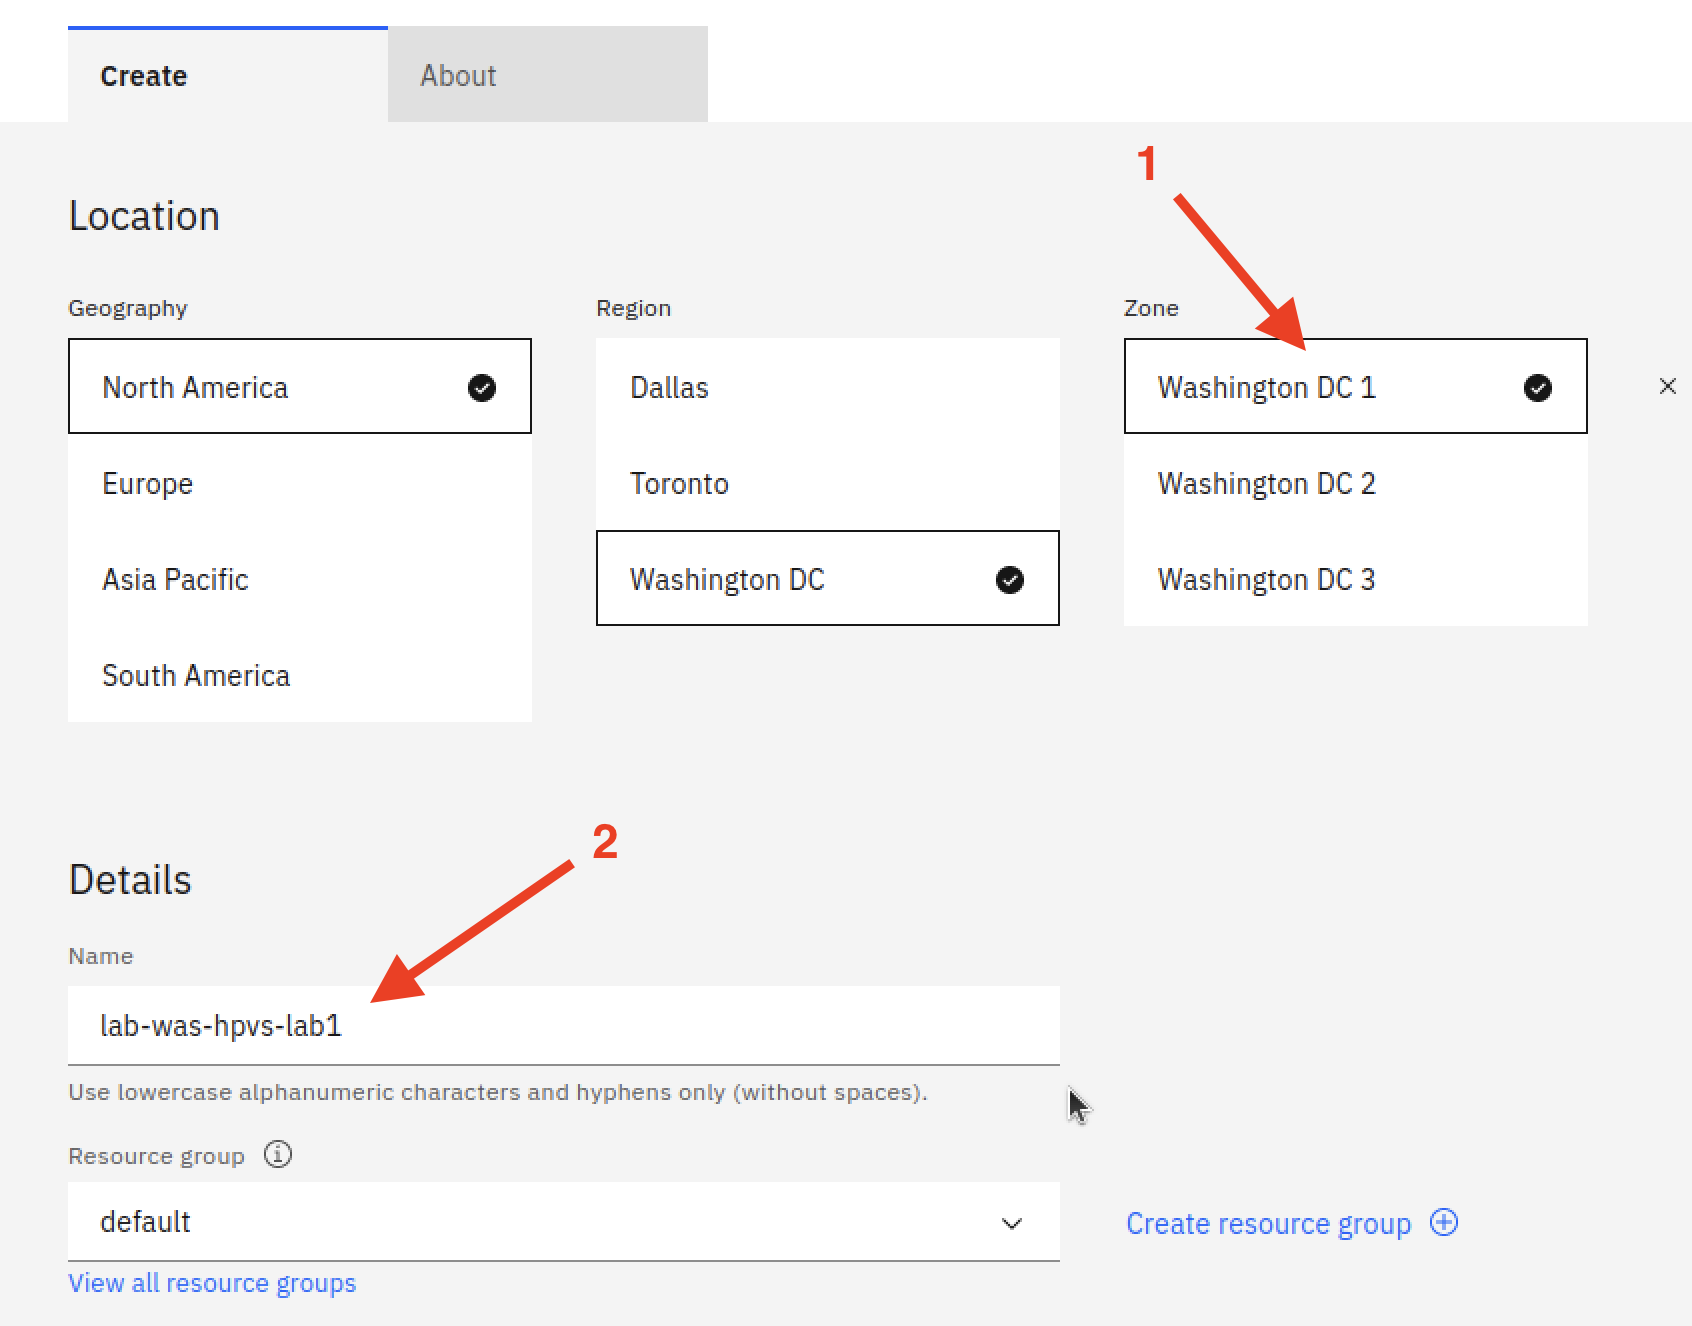 Create
About
1
Location
Geography
Region
Zone
North America
Dallas
Washington DC 1
Europe
Toronto
Washington DC 2
Asia Pacific
Washington DC
Washington DC 3
South America
2
Details
Name
lab-was-hpvs-lab1
Use lowercase alphanumeric characters and hyphens only (without spaces).
Resource group
default
Create resource group
View all resource groups